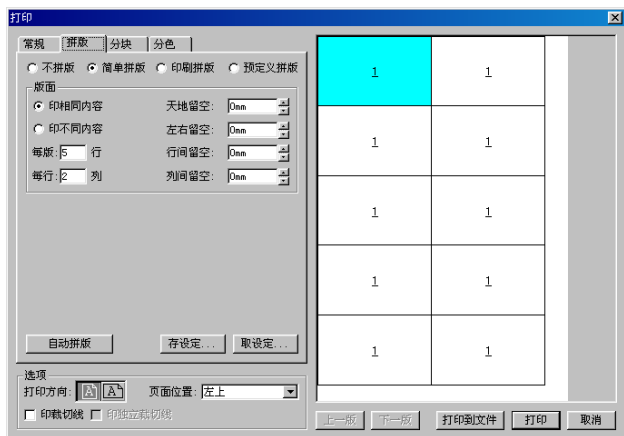 打印
常规 拼版 分块 分色
不拼版 简单拼版 印刷拼版 预定义拼版
版面
印相同内容 天地留空: 0mm
印不同内容 左右留空: 0mm
每版: 5 行 行间留空: 0mm
每行: 2 列 列间留空: 0mm
自动拼版 存设定... 取设定...
选项
打印方向: A A 页面位置: 左上
印裁切线 印独立裁切线
1 1
1 1
1 1
1 1
1 1
上一版 下一版 打印到文件 打印 取消